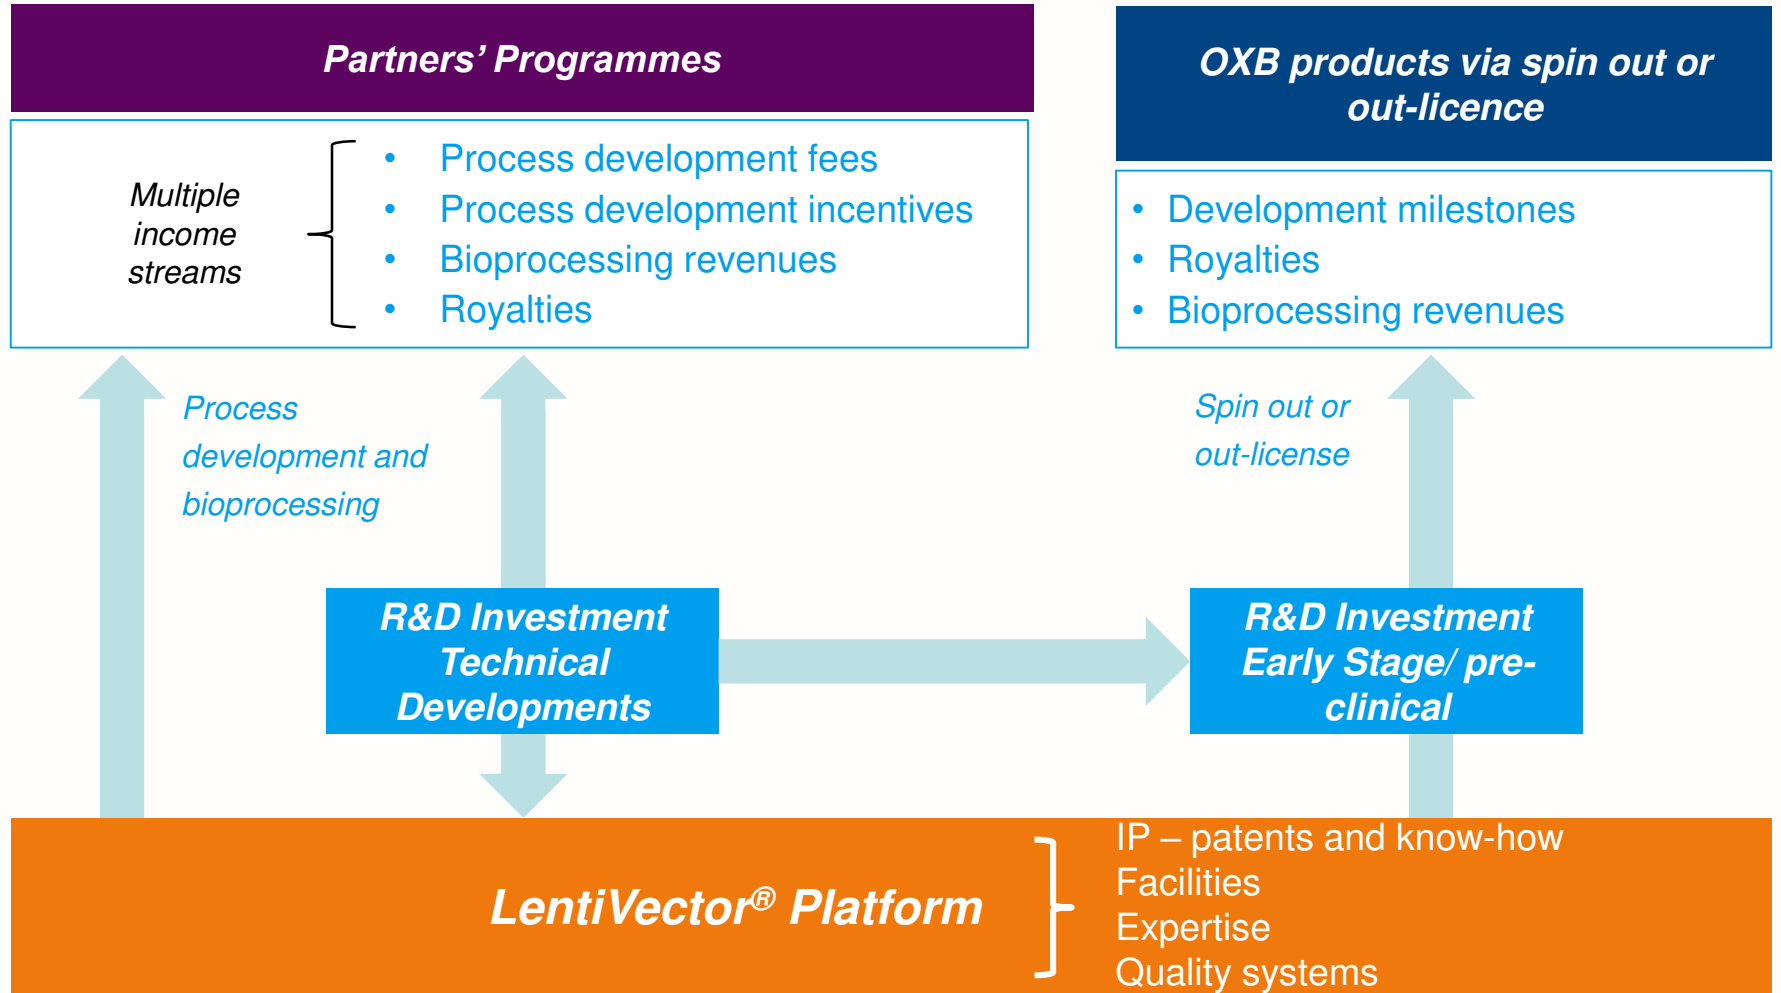 Partners’ Programmes
Multiple
income
streams
• Process development fees
• Process development incentives
• Bioprocessing revenues
• Royalties
OXB products via spin out or
out-licence
• Development milestones
• Royalties
• Bioprocessing revenues
Process
development and
bioprocessing
Spin out or
out-license
R&D Investment
Technical
Developments
R&D Investment
Early Stage/ pre-
clinical
LentiVector® Platform
IP – patents and know-how
Facilities
Expertise
Quality systems